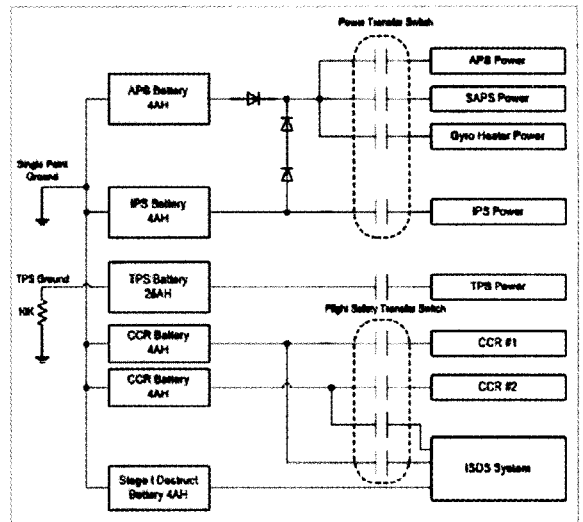 Power Transfer Switch
APS Battery
4AH
APS Power
SAPS Power
Gyro Heater Power
Single Point
Ground
IPS Battery
4AH
IPS Power
TPS Ground
10K
TPS Battery
28AH
TPS Power
Flight Safety Transfer Switch
CCR Battery
4AH
CCR #1
CCR Battery
4AH
CCR #2
ISDS System
Stage I Destruct
Battery 4AH